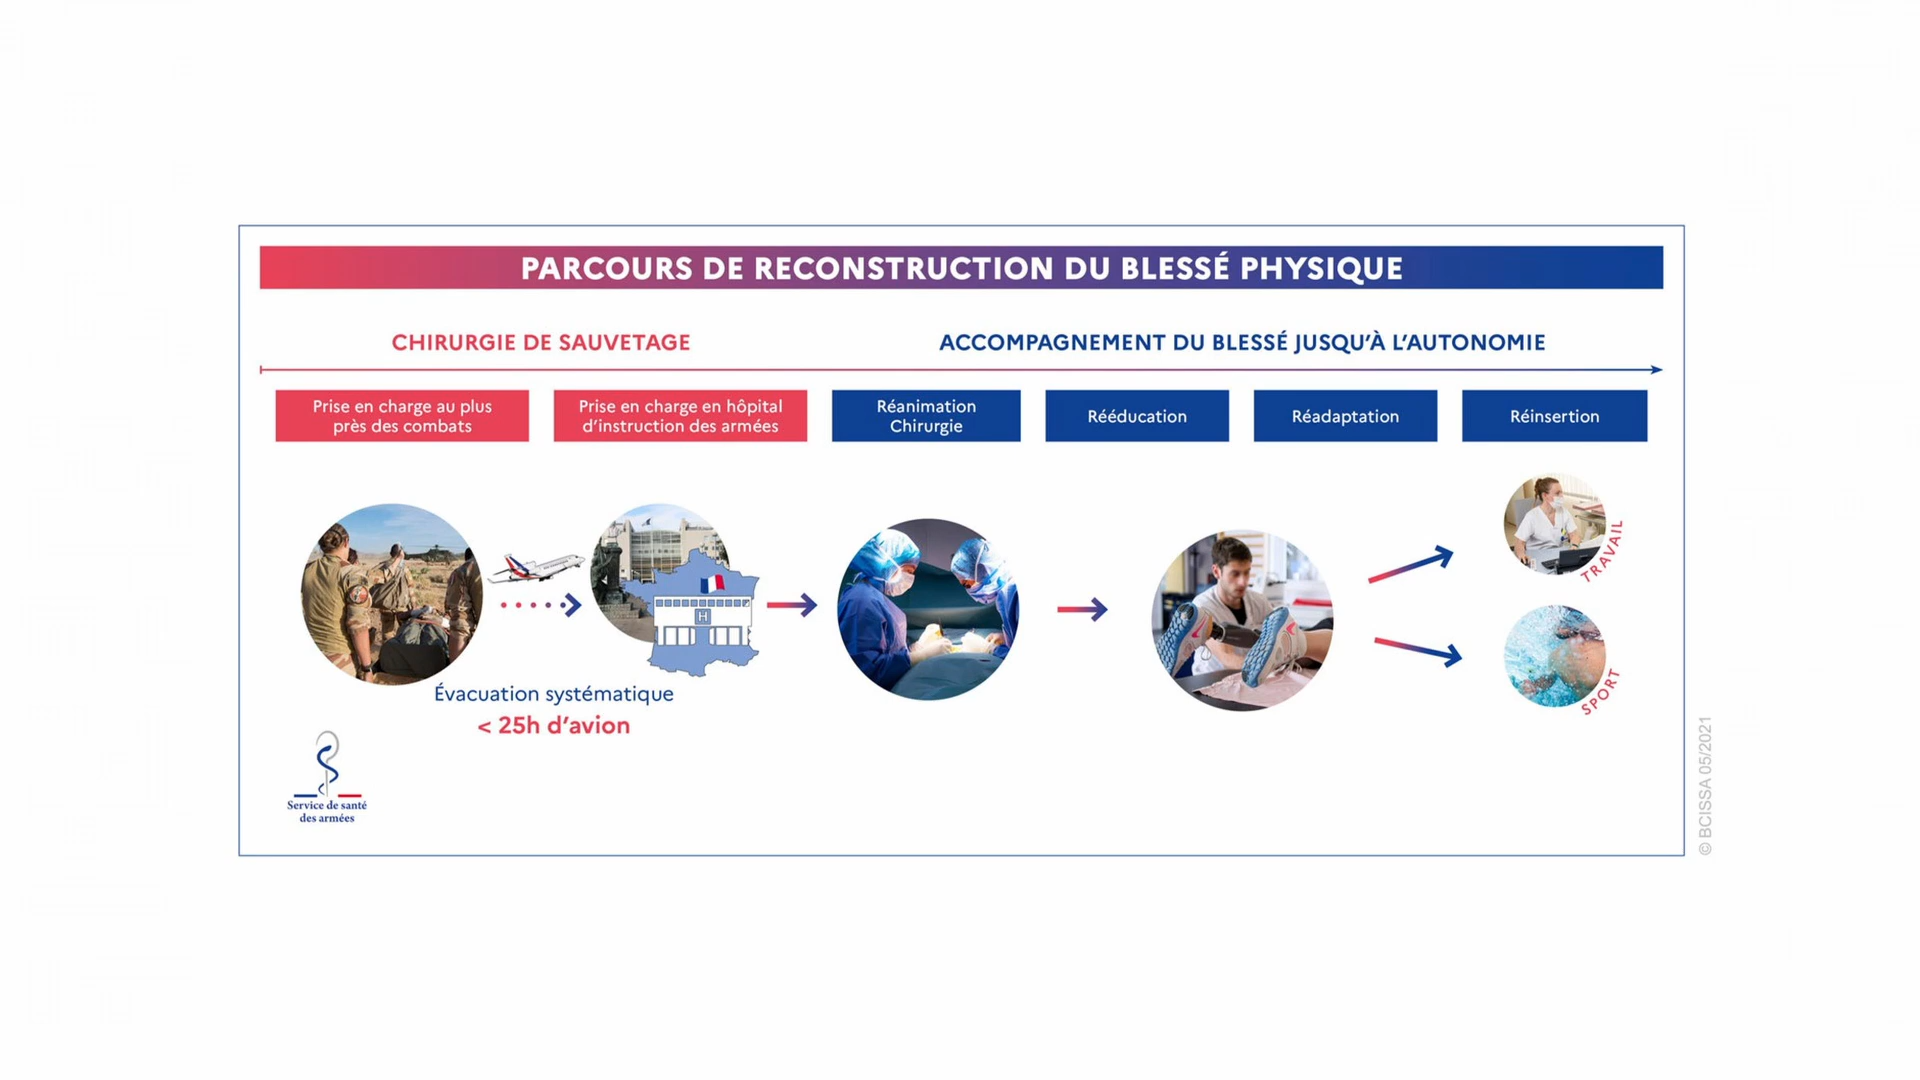 PARCOURS DE RECONSTRUCTION DU BLESSÉ PHYSIQUE
CHIRURGIE DE SAUVETAGE
ACCOMPAGNEMENT DU BLESSÉ JUSQU'À L'AUTONOMIE
Prise en charge au plus
près des combats
Prise en charge en hôpital
d'instruction des armées
Réanimation
Chirurgie
Rééducation
Réadaptation
Réinsertion
H
TRAVAIL
SPORT
Évacuation systématique
< 25h d'avion
Service de santé
des armées
© BCISSA 05/2021